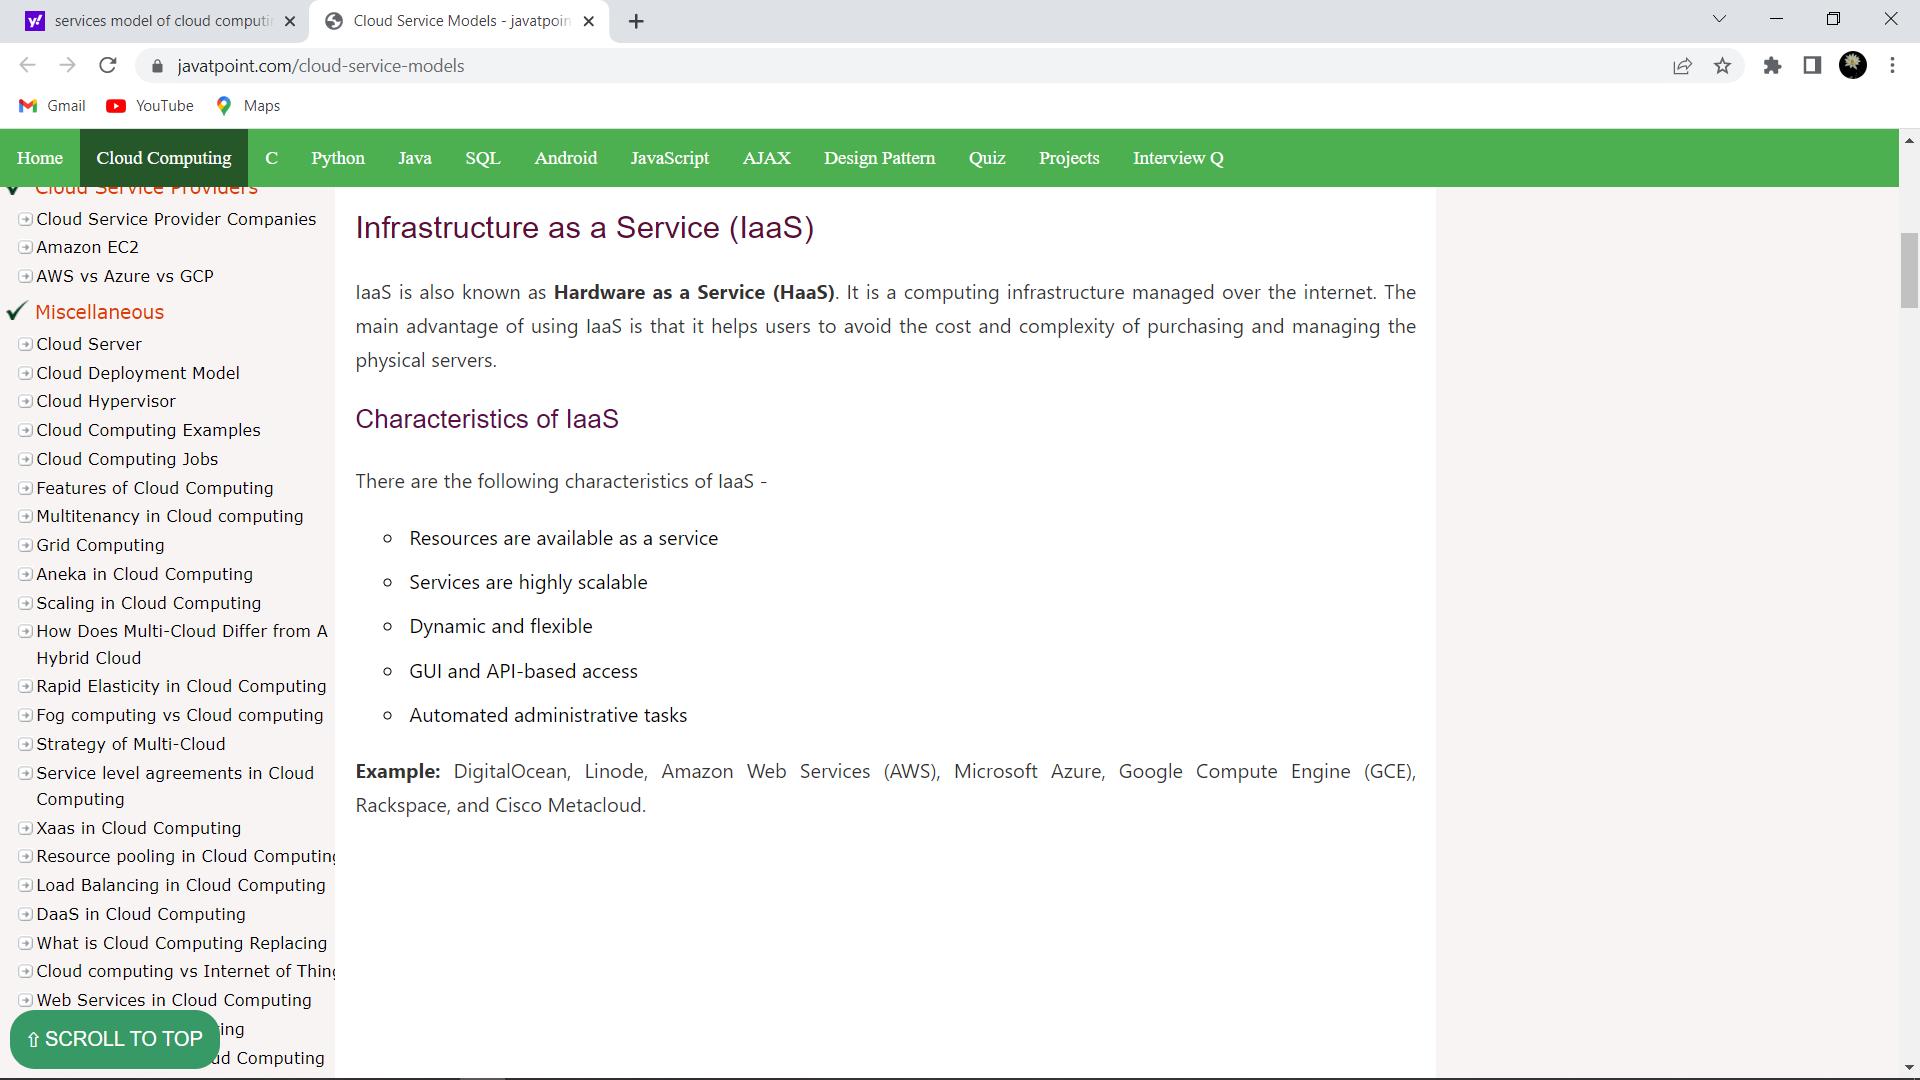 services model of cloud computi
Cloud Service Models - javatpoin
javatpoint.com/cloud-service-models
Gmail
YouTube
Maps
Home
Cloud Computing
C
Python
Java
SQL
Android
JavaScript
AJAX
Design Pattern
Quiz
Projects
Interview Q
Cloud Service Providers
Cloud Service Provider Companies
Amazon EC2
AWS vs Azure vs GCP
Miscellaneous
Cloud Server
Cloud Deployment Model
Cloud Hypervisor
Cloud Computing Examples
Cloud Computing Jobs
Features of Cloud Computing
Multitenancy in Cloud computing
Grid Computing
Aneka in Cloud Computing
Scaling in Cloud Computing
How Does Multi-Cloud Differ from A
Hybrid Cloud
Rapid Elasticity in Cloud Computing
Fog computing vs Cloud computing
Strategy of Multi-Cloud
Service level agreements in Cloud
Computing
Xaas in Cloud Computing
Resource pooling in Cloud Computing
Load Balancing in Cloud Computing
DaaS in Cloud Computing
What is Cloud Computing Replacing
Cloud computing vs Internet of Thing
Web Services in Cloud Computing
ing
ud Computing
⇧ SCROLL TO TOP
Infrastructure as a Service (IaaS)
IaaS is also known as Hardware as a Service (HaaS). It is a computing infrastructure managed over the internet. The
main advantage of using IaaS is that it helps users to avoid the cost and complexity of purchasing and managing the
physical servers.
Characteristics of IaaS
There are the following characteristics of IaaS -
Resources are available as a service
Services are highly scalable
Dynamic and flexible
GUI and API-based access
Automated administrative tasks
Example: DigitalOcean, Linode, Amazon Web Services (AWS), Microsoft Azure, Google Compute Engine (GCE),
Rackspace, and Cisco Metacloud.